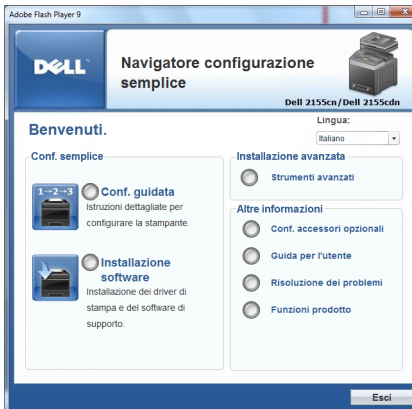 Adobe Flash Player 9
DELL
Navigatore configurazione
semplice
Dell 2155cn/Dell 2155cdn
Lingua:
Benvenuti.
Italiano
Conf. semplice
1→2→3
Conf. guidata
Istruzioni dettagliate per
configurare la stampante.
Installazione
software
Installazione dei driver di
stampa e del software di
supporto.
Installazione avanzata
Strumenti avanzati
Altre informazioni
Conf. accessori opzionali
Guida per l'utente
Risoluzione dei problemi
Funzioni prodotto
Esci